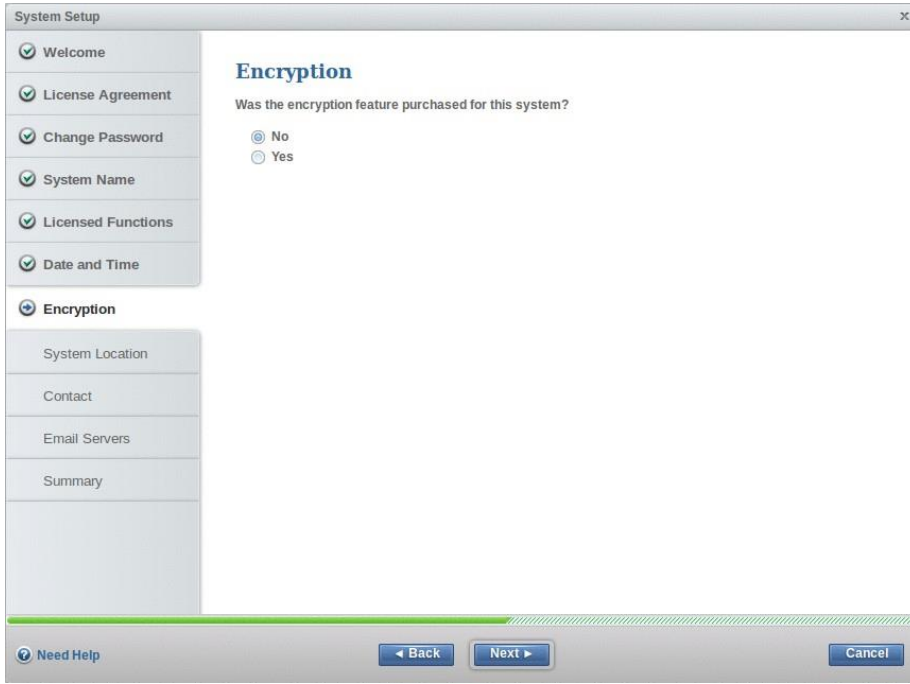 System Setup
x
Welcome
License Agreement
Change Password
System Name
Licensed Functions
Date and Time
Encryption
System Location
Contact
Email Servers
Summary
Encryption
Was the encryption feature purchased for this system?
No
Yes
Need Help
◄ Back
Next ►
Cancel